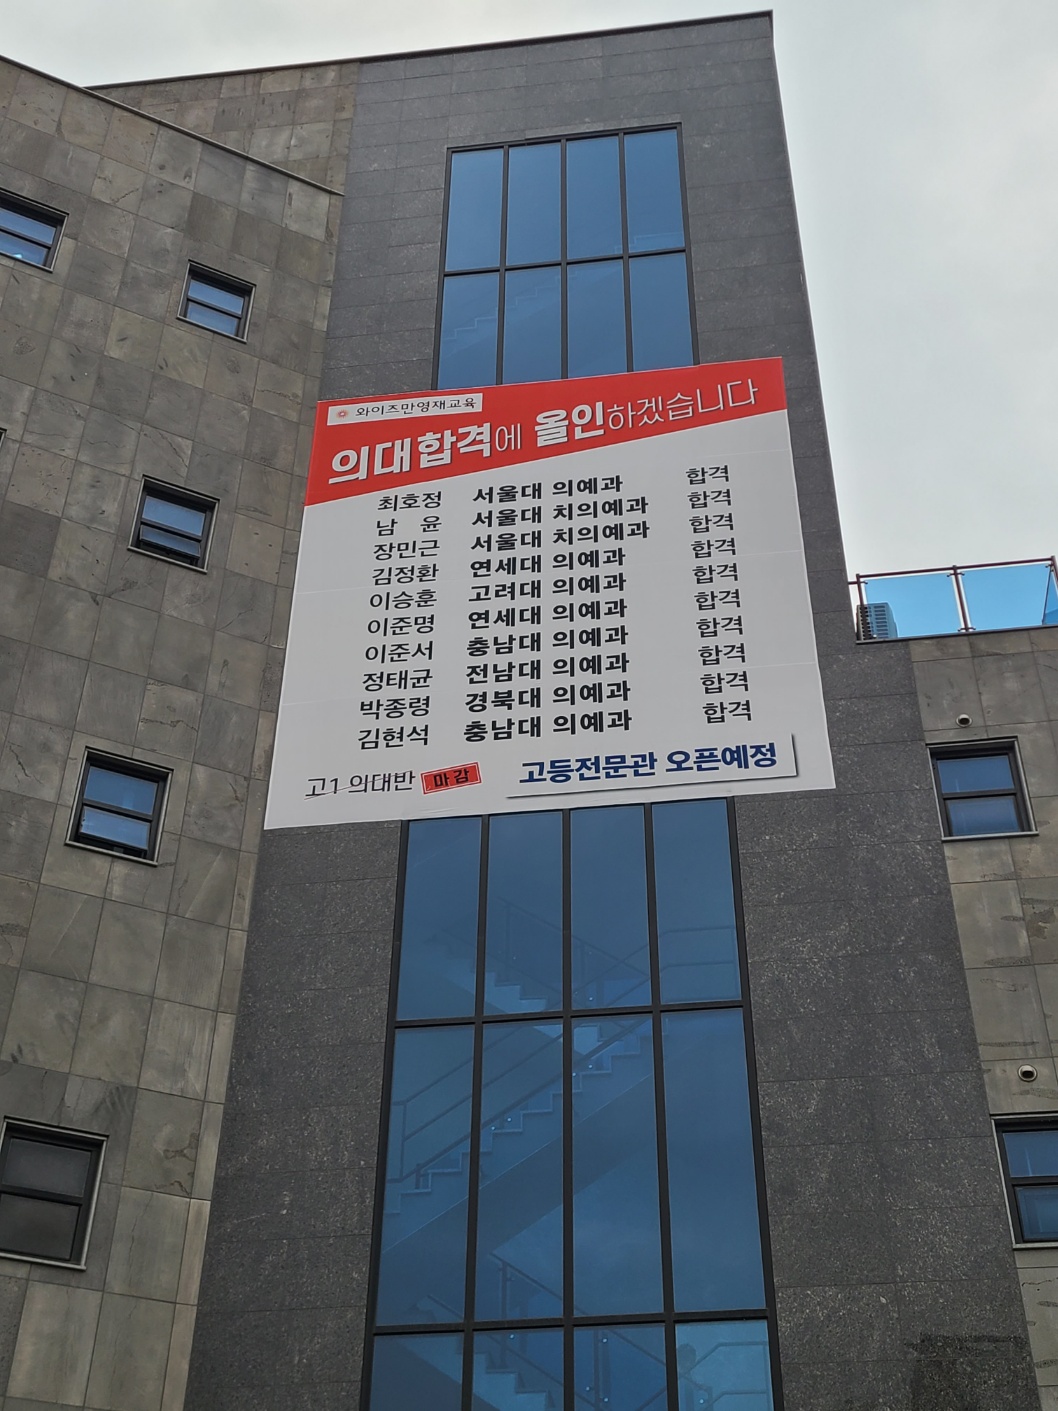 와이즈만영재교육
의대합격에 올인하겠습니다
최호정 서울대 의예과 합격
남 윤 서울대 치의예과 합격
장민근 서울대 치의예과 합격
김정환 연세대 의예과 합격
이승훈 고려대 의예과 합격
이준명 연세대 의예과 합격
이준서 충남대 의예과 합격
정태균 전남대 의예과 합격
박종령 경북대 의예과 합격
김현석 충남대 의예과 합격
고1 의대반 마감 고등전문관 오픈예정